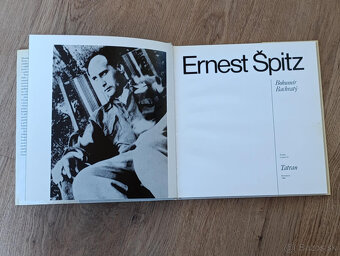 Ernest Špitz
Bohumír
Bachratý
Tatran